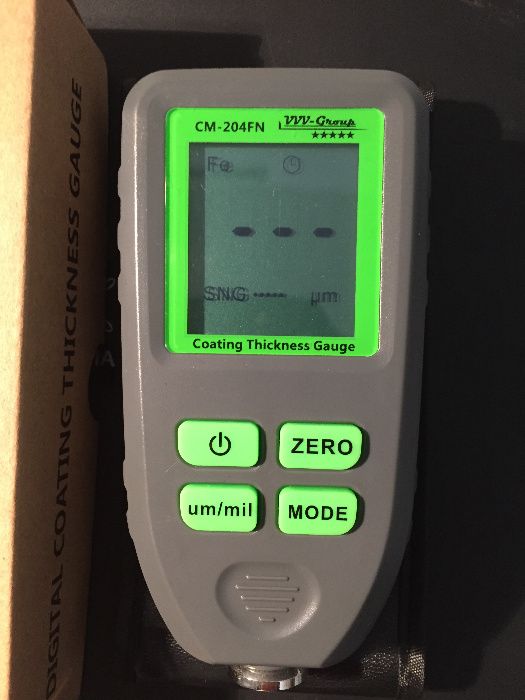 DIGITAL COATING THICKNESS GAUGE
CM-204FN VVV-Group
Fe
- - -
SNG ---- μm
Coating Thickness Gauge
ZERO
um/mil MODE